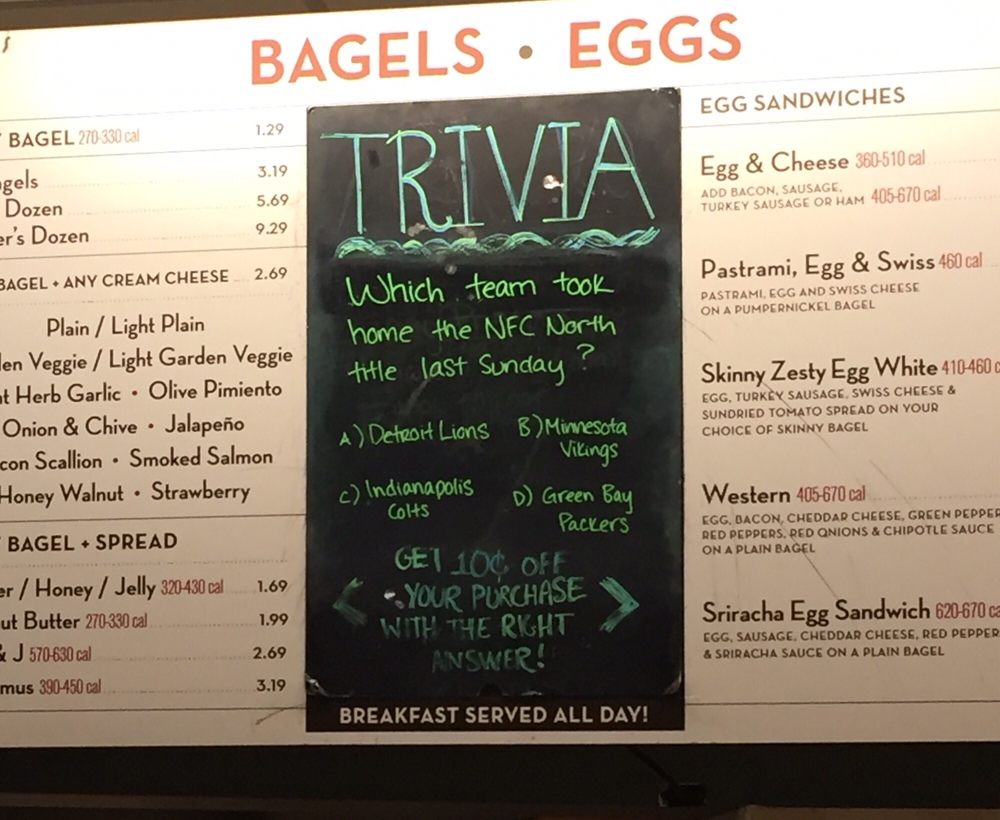 BAGELS • EGGS
BAGEL 270-330 cal 1.29
3.19
Dozen 5.69
Dozen 9.29
BAGEL + ANY CREAM CHEESE 2.69
Plain / Light Plain
Veggie / Light Garden Veggie
Herb Garlic • Olive Pimiento
Onion & Chive • Jalapeño
Scallion • Smoked Salmon
Honey Walnut • Strawberry
BAGEL + SPREAD
/ Honey / Jelly 320-430 cal 1.69
Butter 270-330 cal 1.99
& J 570-630 cal 2.69
390-450 cal 3.19
TRIVIA
Which team took
home the NFC North
title last Sunday?
A) Detroit Lions B) Minnesota
Vikings
C) Indianapolis
Colts
D) Green Bay
Packers
GET 10¢ OFF
YOUR PURCHASE
WITH THE RIGHT
ANSWER!
BREAKFAST SERVED ALL DAY!
EGG SANDWICHES
Egg & Cheese 360-510 cal
ADD BACON, SAUSAGE,
TURKEY SAUSAGE OR HAM 405-670 cal
Pastrami, Egg & Swiss 460 cal
PASTRAMI, EGG AND SWISS CHEESE
ON A PUMPERNICKEL BAGEL
Skinny Zesty Egg White 410-460
EGG, TURKEY SAUSAGE, SWISS CHEESE &
SUNDRIED TOMATO SPREAD ON YOUR
CHOICE OF SKINNY BAGEL
Western 405-670 cal
EGG, BACON, CHEDDAR CHEESE, GREEN PEPPER
RED PEPPERS, RED ONIONS & CHIPOTLE SAUCE
ON A PLAIN BAGEL
Sriracha Egg Sandwich 620-670
EGG, SAUSAGE, CHEDDAR CHEESE, RED PEPPER
& SRIRACHA SAUCE ON A PLAIN BAGEL